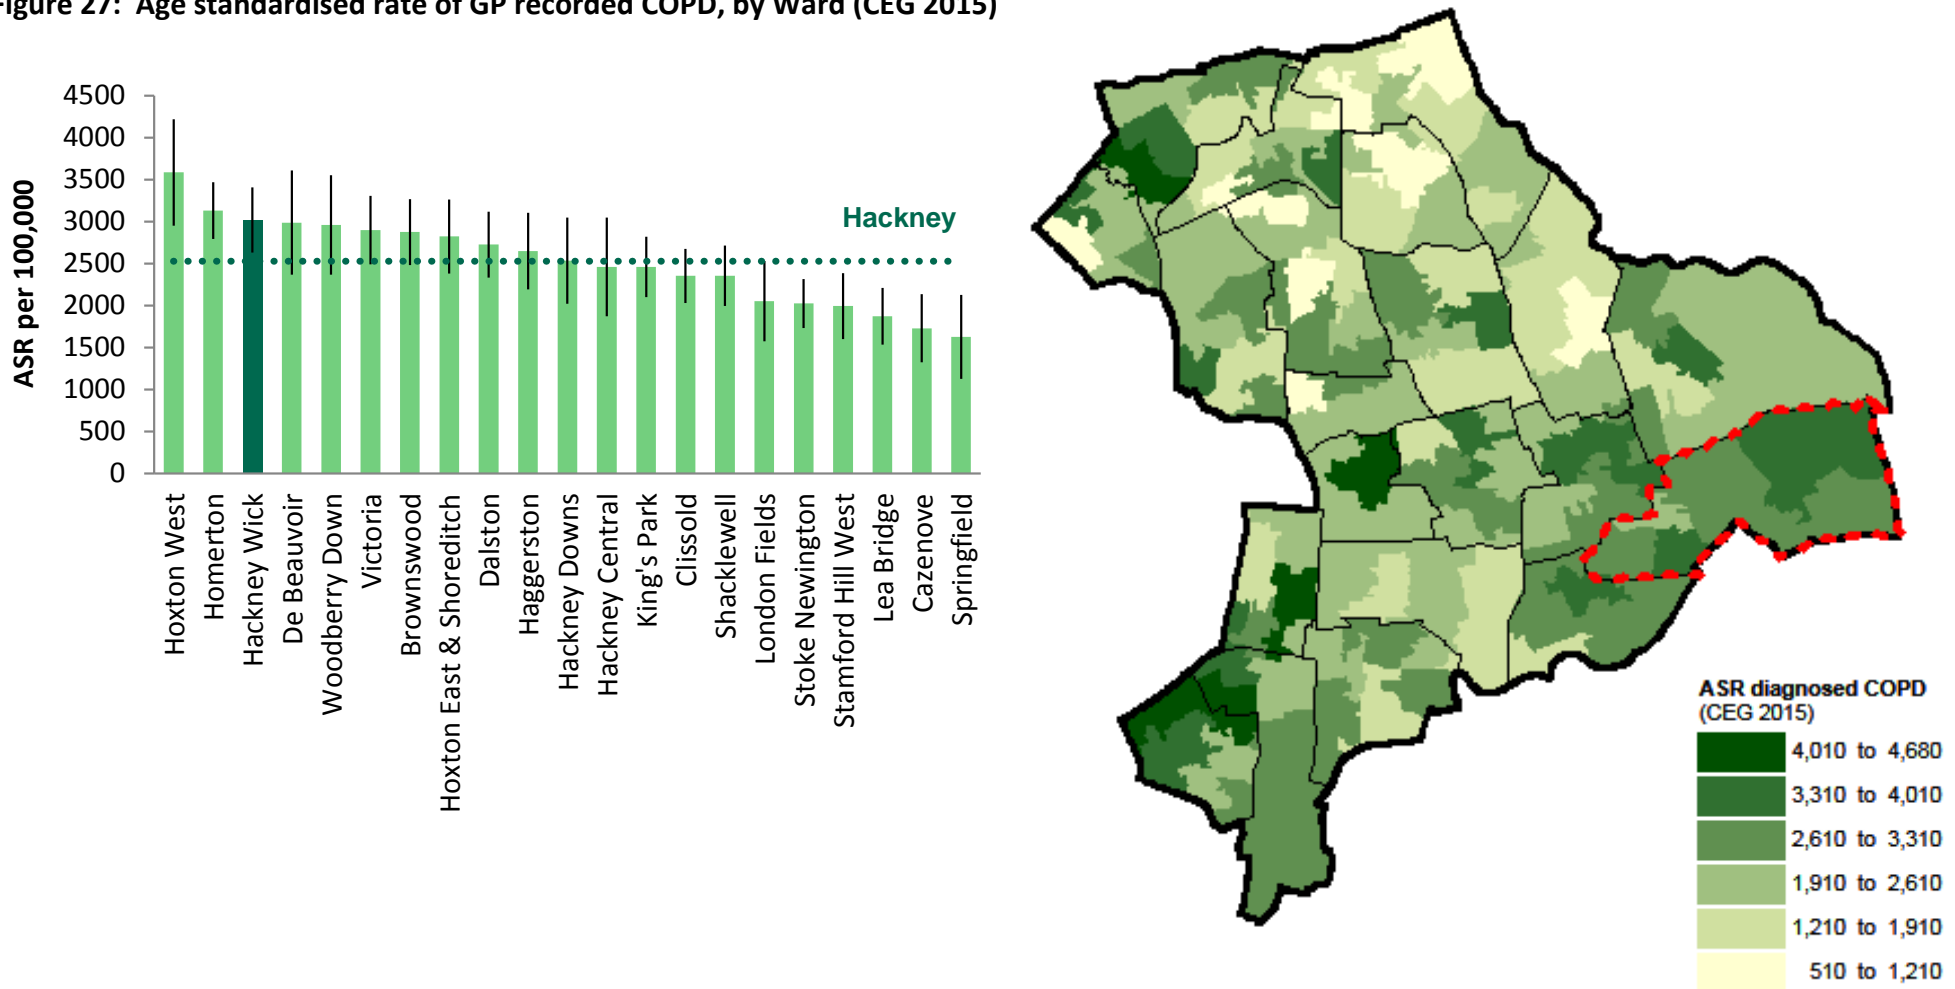 Figure 27: Age standardised rate of GP recorded COPD, by Ward (CEG 2015)
ASR per 100,000
4500
4000
3500
3000
2500
2000
1500
1000
500
0
Hackney
Hoxton West
Homerton
Hackney Wick
De Beauvoir
Woodberry Down
Victoria
Brownswood
Hoxton East & Shoreditch
Dalston
Haggerston
Hackney Downs
Hackney Central
King's Park
Clissold
Shacklewell
London Fields
Stoke Newington
Stamford Hill West
Lea Bridge
Cazenove
Springfield
ASR diagnosed COPD
(CEG 2015)
4,010 to 4,680
3,310 to 4,010
2,610 to 3,310
1,910 to 2,610
1,210 to 1,910
510 to 1,210